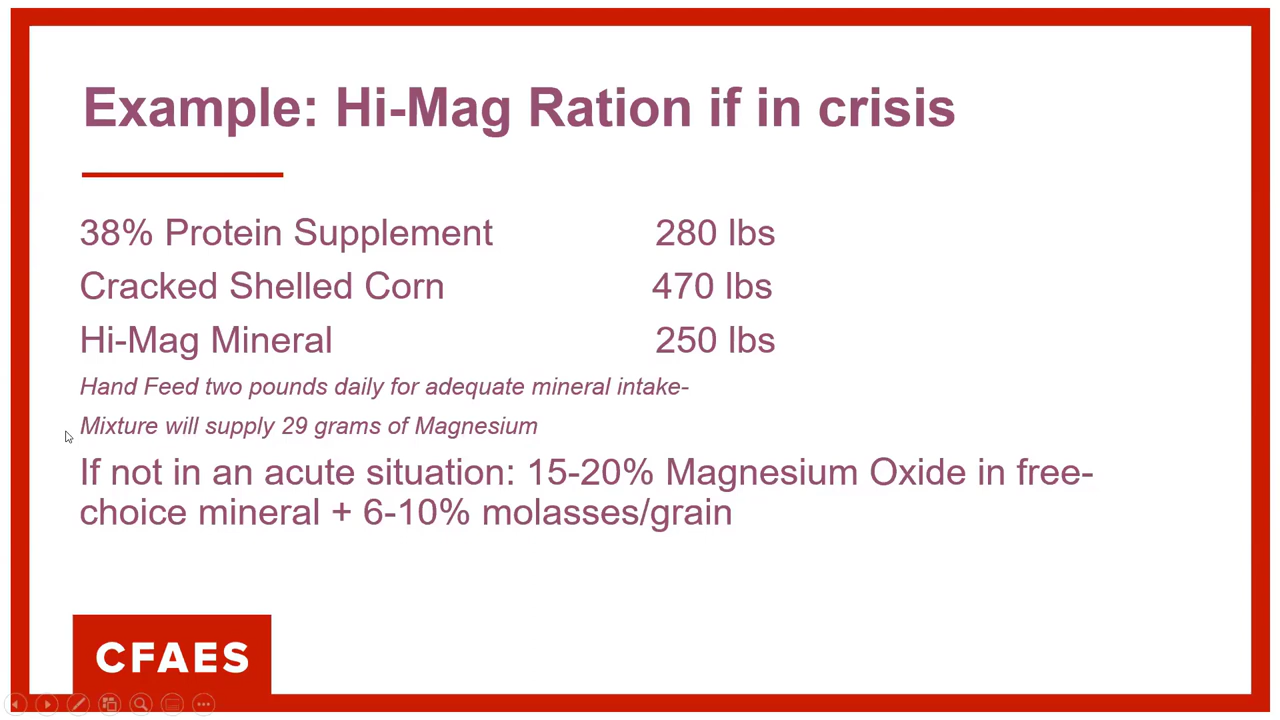 Example: Hi-Mag Ration if in crisis
38% Protein Supplement 280 lbs
Cracked Shelled Corn 470 lbs
Hi-Mag Mineral 250 lbs
Hand Feed two pounds daily for adequate mineral intake-
Mixture will supply 29 grams of Magnesium
If not in an acute situation: 15-20% Magnesium Oxide in free-
choice mineral + 6-10% molasses/grain
CFAES